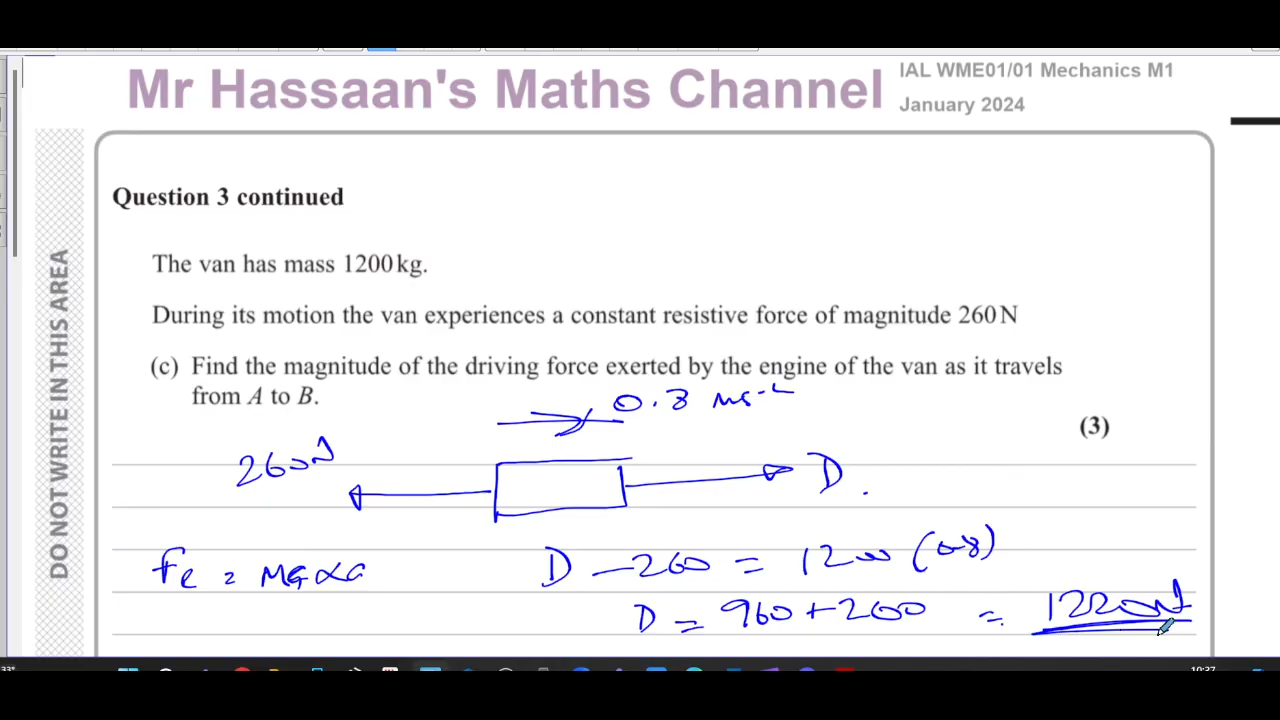 Mr Hassaan's Maths Channel
IAL WME01/01 Mechanics M1
January 2024
DO NOT WRITE IN THIS AREA
Question 3 continued
The van has mass 1200 kg.
During its motion the van experiences a constant resistive force of magnitude 260 N
(c) Find the magnitude of the driving force exerted by the engine of the van as it travels
from A to B.
0.8 ms⁻²
(3)
260N
D
D - 260 = 1200 (0.8)
D = 960 + 260 = 1220N
33°
10:37